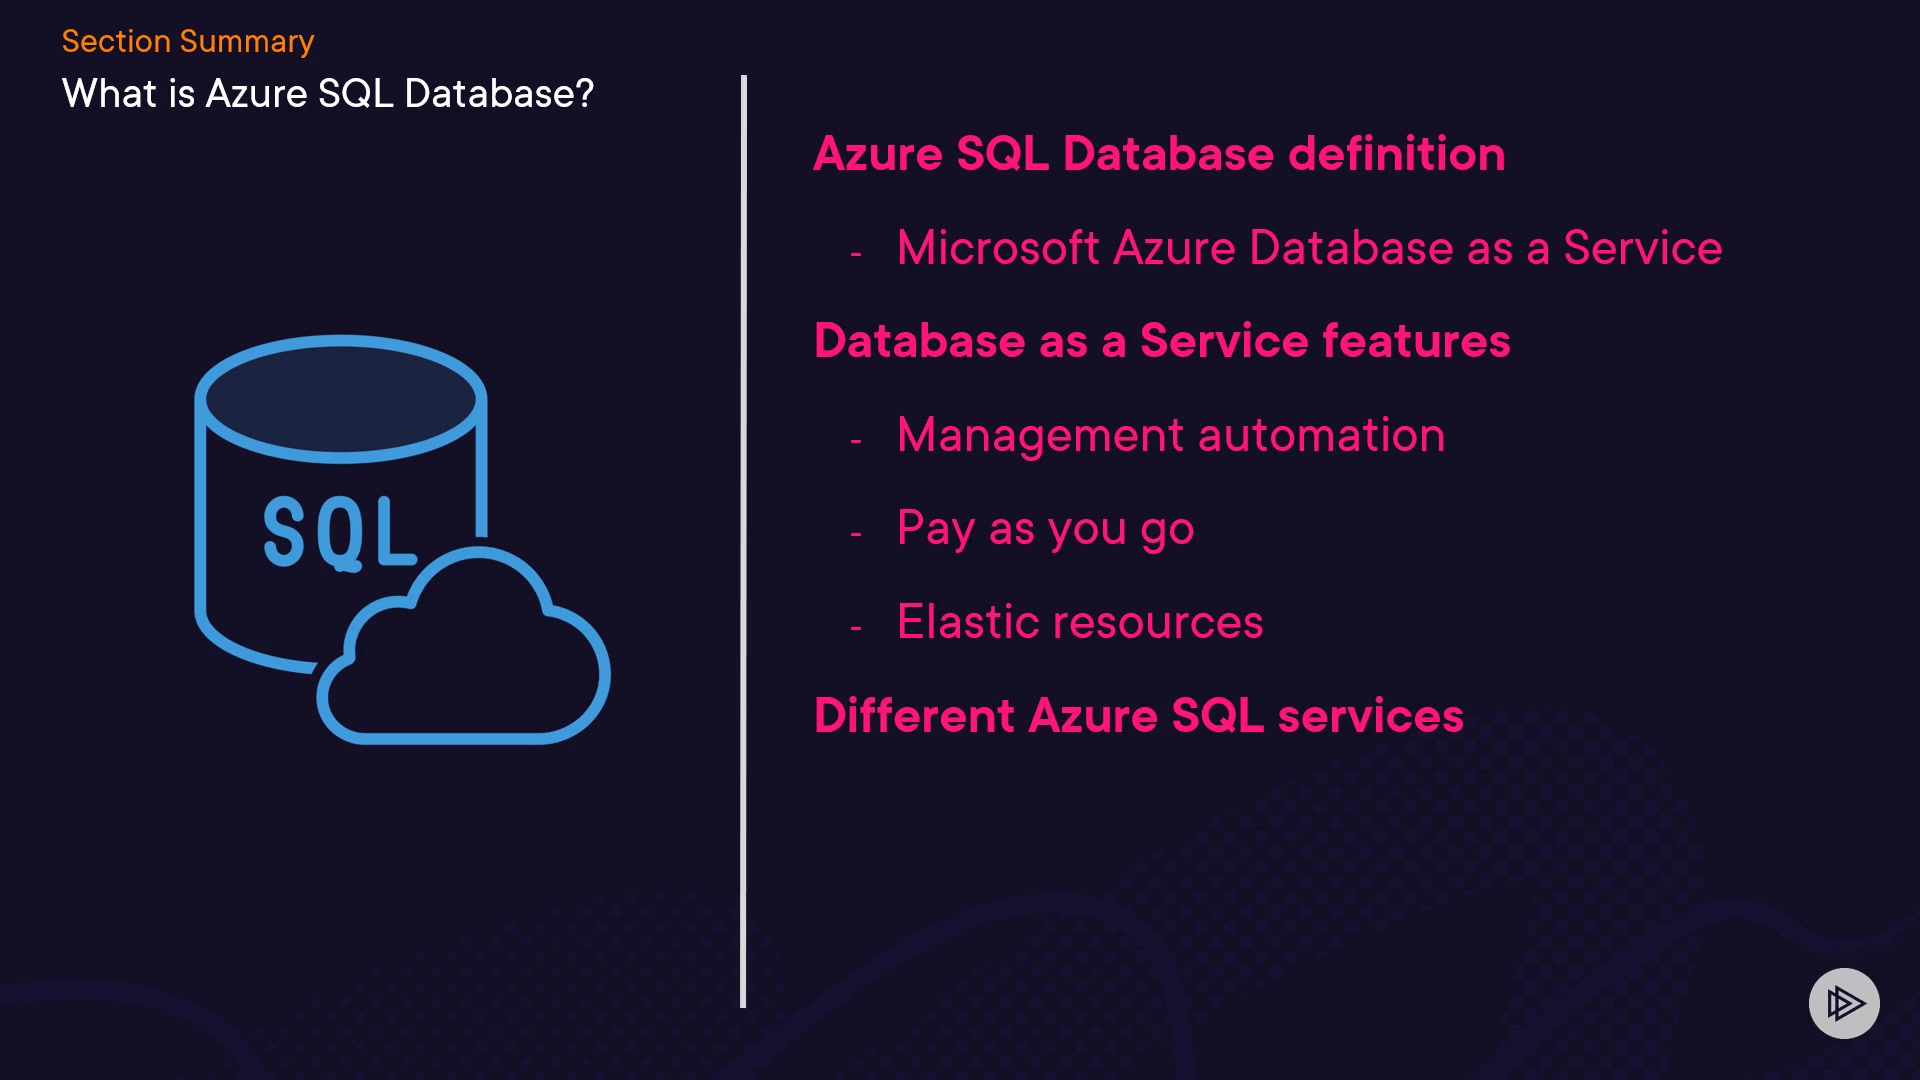 Section Summary
What is Azure SQL Database?
SQL
Azure SQL Database definition
- Microsoft Azure Database as a Service
Database as a Service features
- Management automation
- Pay as you go
- Elastic resources
Different Azure SQL services